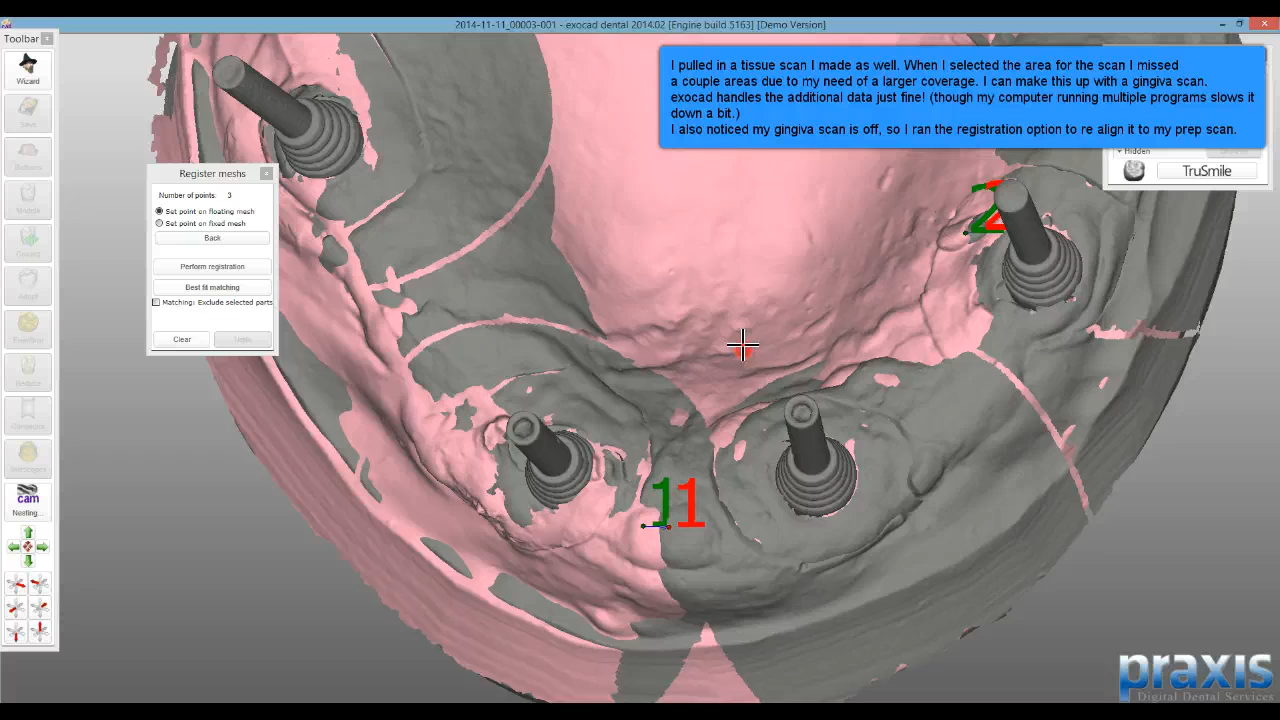 2014-11-11_00003-001 - exocad dental 2014.02 [Engine build 5163] [Demo Version]
Toolbar
Wizard
I pulled in a tissue scan I made as well. When I selected the area for the scan I missed
a couple areas due to my need of a larger coverage. I can make this up with a gingiva scan.
exocad handles the additional data just fine! (though my computer running multiple programs slows it
down a bit.)
I also noticed my gingiva scan is off, so I ran the registration option to re align it to my prep scan.
Hidden
TruSmile
Register meshs
Number of points: 3
Set point on floating mesh
Set point on fixed mesh
Back
Perform registration
Best fit matching
Matching: Exclude selected parts
Clear
2
2
1
1
cam
Nesting...
praxis
Digital Dental Services